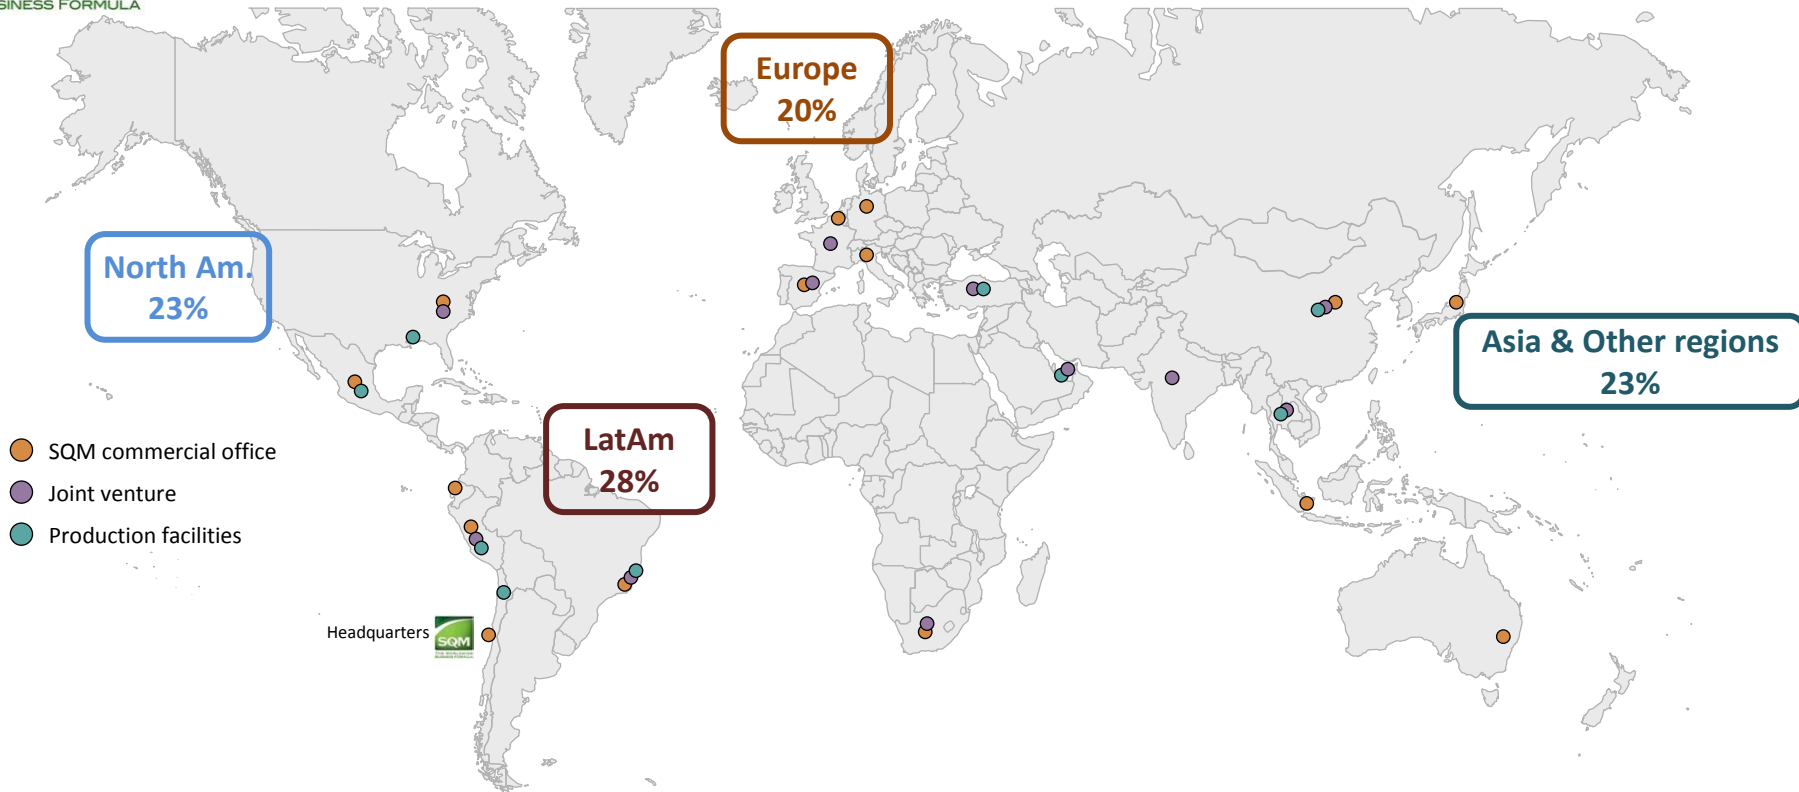 BUSINESS FORMULA
Europe
20%
North Am.
23%
Asia & Other regions
23%
LatAm
28%
SQM commercial office
Joint venture
Production facilities
Headquarters
SQM